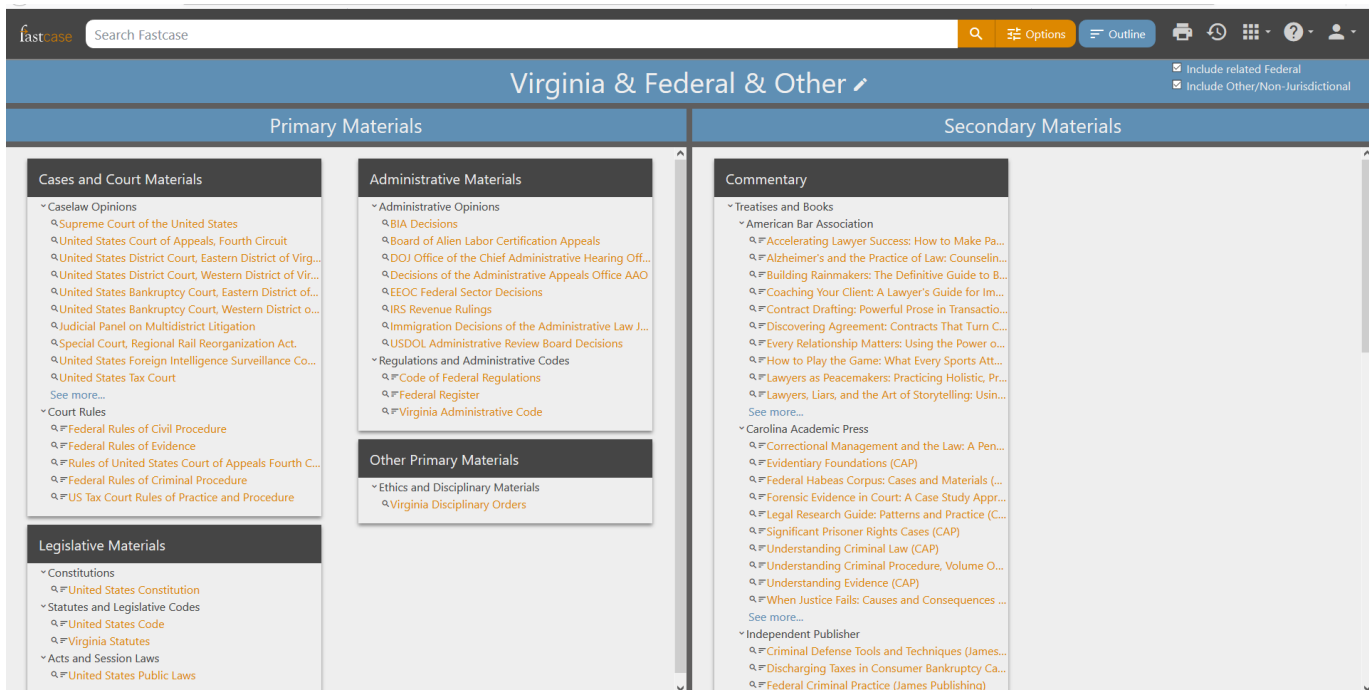 fastcase
Search Fastcase
Options
Outline
Virginia & Federal & Other
Include related Federal
Include Other/Non-Jurisdictional
Primary Materials
Cases and Court Materials
Caselaw Opinions
Supreme Court of the United States
United States Court of Appeals, Fourth Circuit
United States District Court, Eastern District of Virg...
United States District Court, Western District of Vir...
United States Bankruptcy Court, Eastern District of...
United States Bankruptcy Court, Western District o...
Judicial Panel on Multidistrict Litigation
Special Court, Regional Rail Reorganization Act.
United States Foreign Intelligence Surveillance Co...
United States Tax Court
See more...
Court Rules
Federal Rules of Civil Procedure
Federal Rules of Evidence
Rules of United States Court of Appeals Fourth C...
Federal Rules of Criminal Procedure
US Tax Court Rules of Practice and Procedure
Legislative Materials
Constitutions
United States Constitution
Statutes and Legislative Codes
United States Code
Virginia Statutes
Acts and Session Laws
United States Public Laws
Administrative Materials
Administrative Opinions
BIA Decisions
Board of Alien Labor Certification Appeals
DOJ Office of the Chief Administrative Hearing Off...
Decisions of the Administrative Appeals Office AAO
EEOC Federal Sector Decisions
IRS Revenue Rulings
Immigration Decisions of the Administrative Law J...
USDOL Administrative Review Board Decisions
Regulations and Administrative Codes
Code of Federal Regulations
Federal Register
Virginia Administrative Code
Other Primary Materials
Ethics and Disciplinary Materials
Virginia Disciplinary Orders
Secondary Materials
Commentary
Treatises and Books
American Bar Association
Accelerating Lawyer Success: How to Make Pa...
Alzheimer's and the Practice of Law: Counselin...
Building Rainmakers: The Definitive Guide to B...
Coaching Your Client: A Lawyer's Guide for Im...
Contract Drafting: Powerful Prose in Transactio...
Discovering Agreement: Contracts That Turn C...
Every Relationship Matters: Using the Power o...
How to Play the Game: What Every Sports Att...
Lawyers as Peacemakers: Practicing Holistic, Pr...
Lawyers, Liars, and the Art of Storytelling: Usin...
See more...
Carolina Academic Press
Correctional Management and the Law: A Pen...
Evidentiary Foundations (CAP)
Federal Habeas Corpus: Cases and Materials (...
Forensic Evidence in Court: A Case Study Appr...
Legal Research Guide: Patterns and Practice (C...
Significant Prisoner Rights Cases (CAP)
Understanding Criminal Law (CAP)
Understanding Criminal Procedure, Volume O...
Understanding Evidence (CAP)
When Justice Fails: Causes and Consequences ...
See more...
Independent Publisher
Criminal Defense Tools and Techniques (James...
Discharging Taxes in Consumer Bankruptcy Ca...
Federal Criminal Practice (James Publishing)